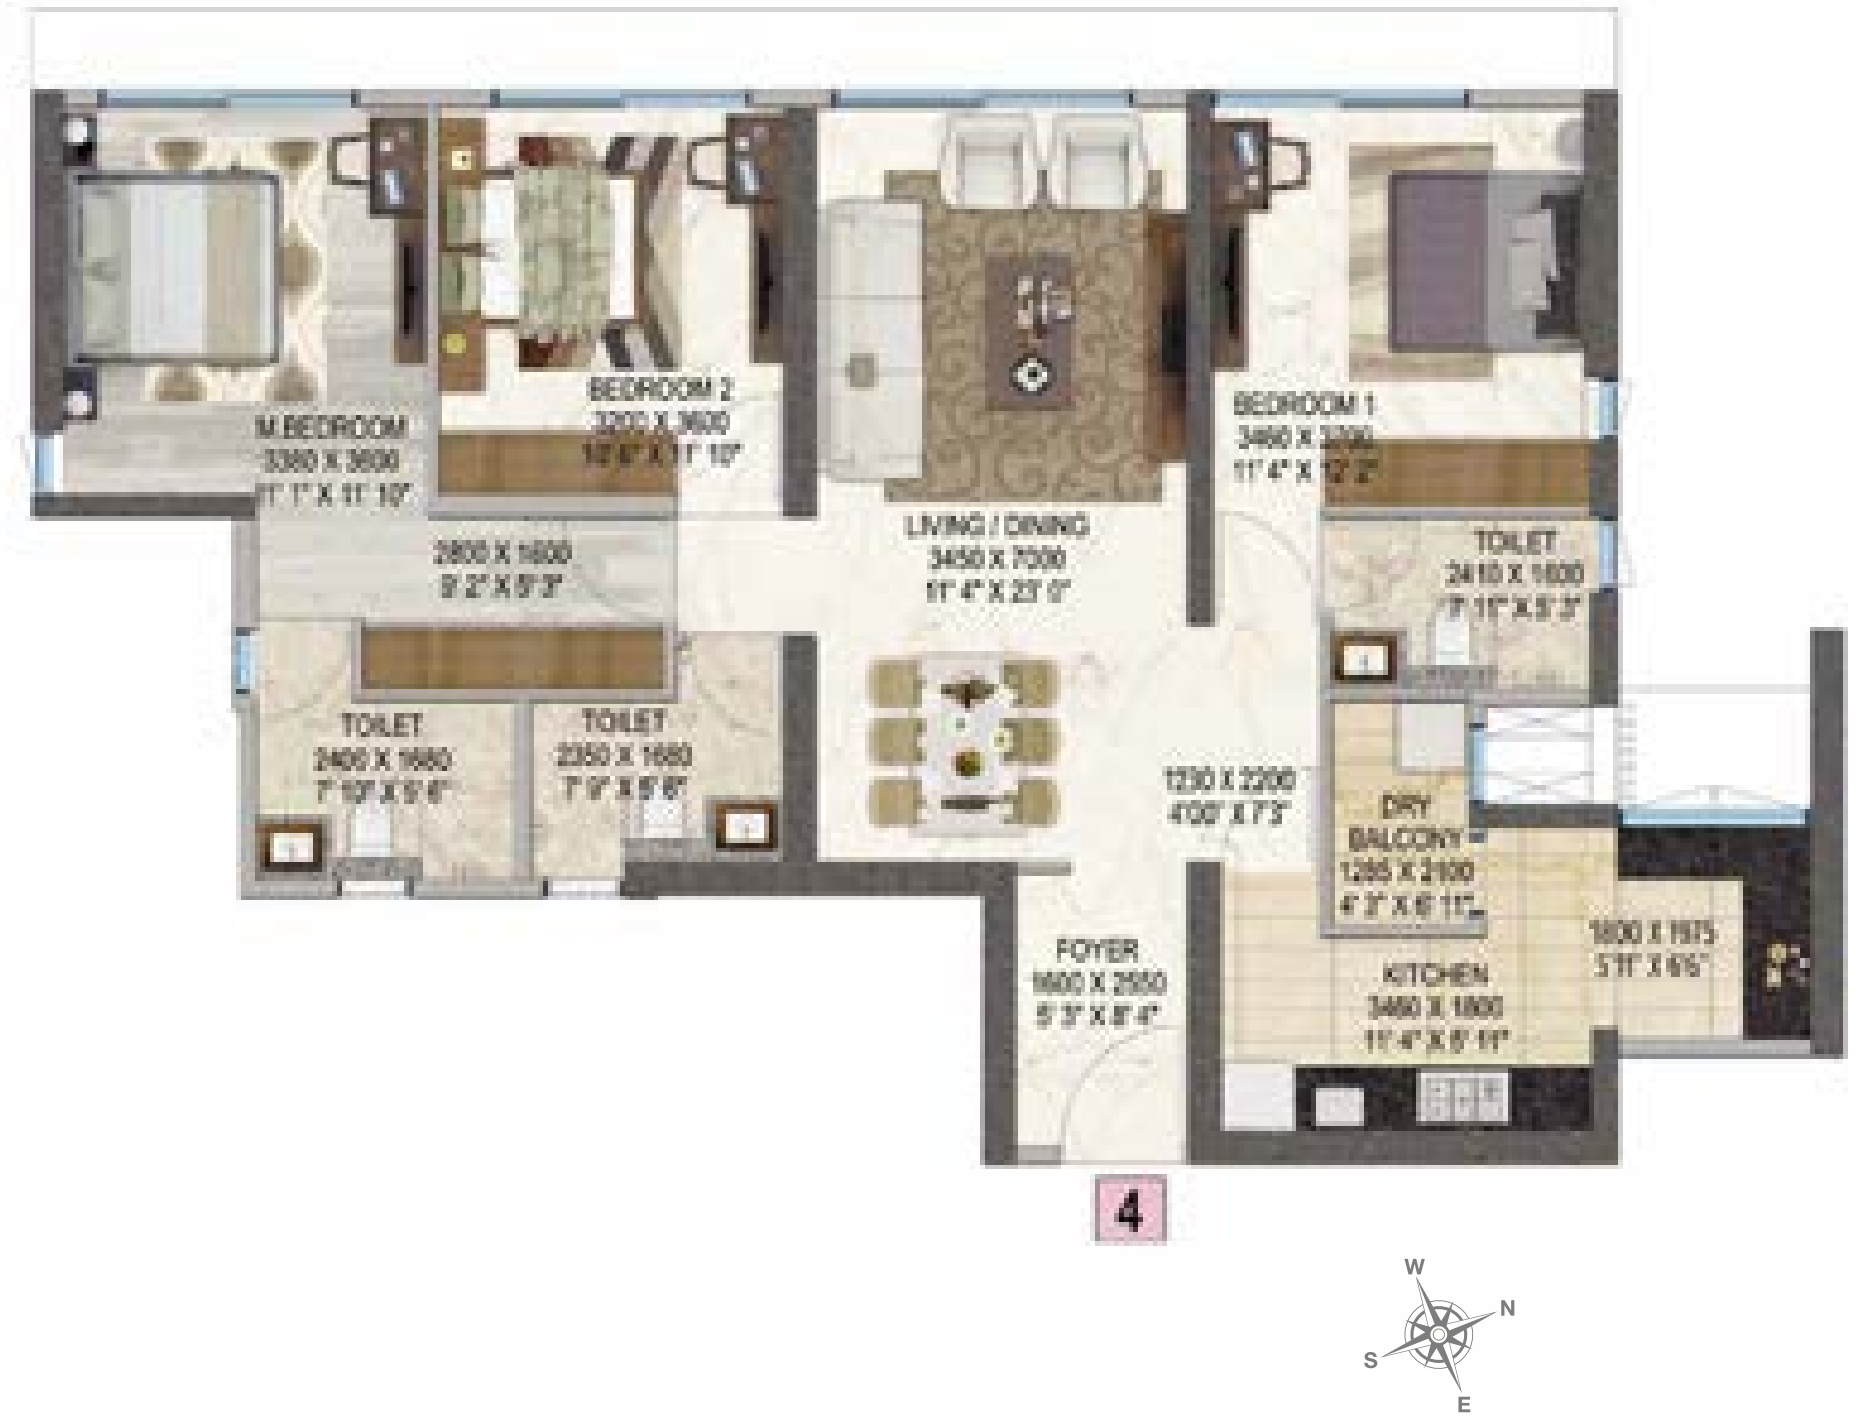 BEDROOM 2
3200 X 3600
10' 6" X 11' 10"
M.BEDROOM
3380 X 3600
11' 1" X 11' 10"
BEDROOM 1
3460 X 3700
11' 4" X 12' 2"
LIVING / DINING
3450 X 7000
11' 4" X 23' 0"
2800 X 1600
9' 2" X 5' 3"
TOILET
2410 X 1600
7' 11" X 5' 3"
TOILET
2400 X 1680
7' 10" X 5' 6"
TOILET
2350 X 1680
7' 9" X 5' 6"
1230 X 2200
4'00" X 7'3"
DRY
BALCONY
1285 X 2100
4' 3" X 6' 11"
FOYER
1600 X 2550
5' 3" X 8' 4"
KITCHEN
3460 X 1800
11' 4" X 5' 11"
1800 X 1975
5'11" X 6'6"
4
W
N
S
E